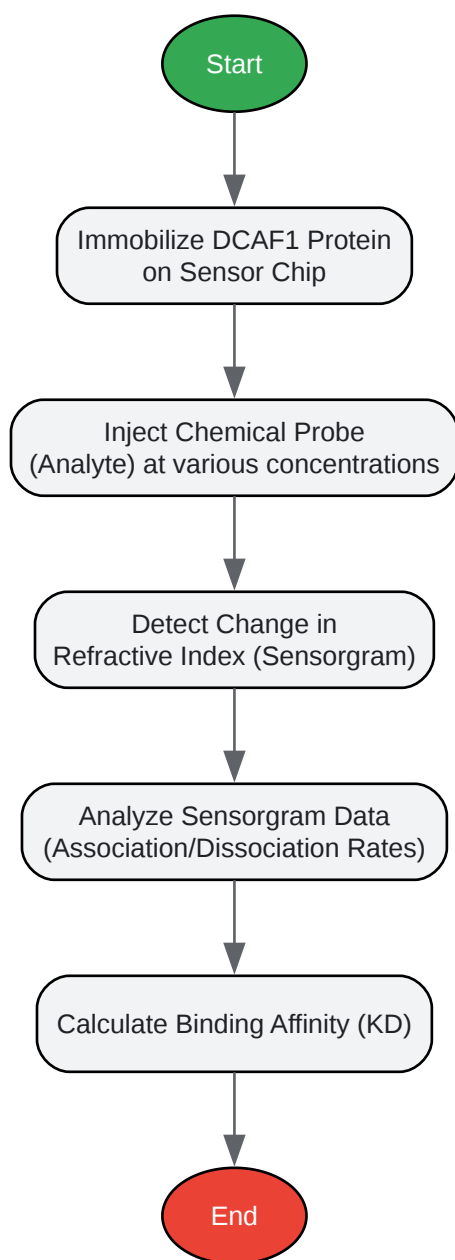 Start
Immobilize DCAF1 Protein
on Sensor Chip
Inject Chemical Probe
(Analyte) at various concentrations
Detect Change in
Refractive Index (Sensorgram)
Analyze Sensorgram Data
(Association/Dissociation Rates)
Calculate Binding Affinity (KD)
End